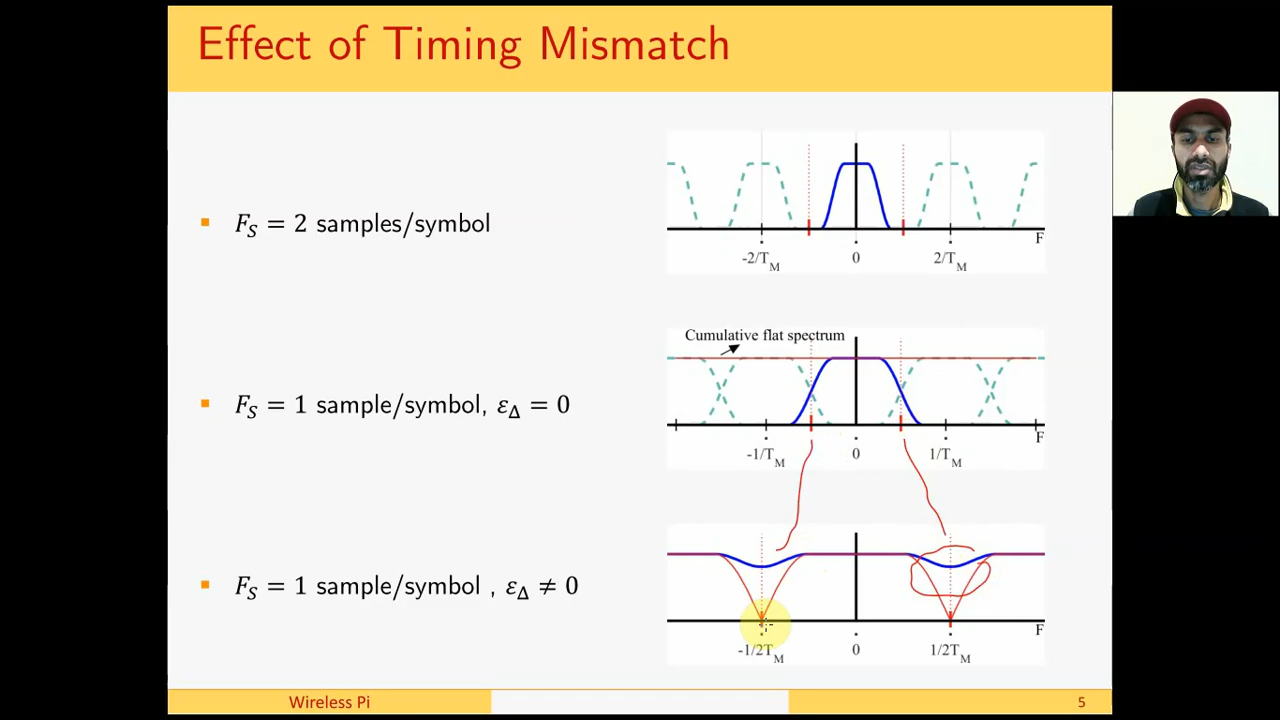 Effect of Timing Mismatch
F_S = 2 samples/symbol
-2/T_M 0 2/T_M F
F_S = 1 sample/symbol, ε_Δ = 0
Cumulative flat spectrum
-1/T_M 0 1/T_M F
F_S = 1 sample/symbol , ε_Δ ≠ 0
-1/2T_M 0 1/2T_M F
Wireless Pi
5